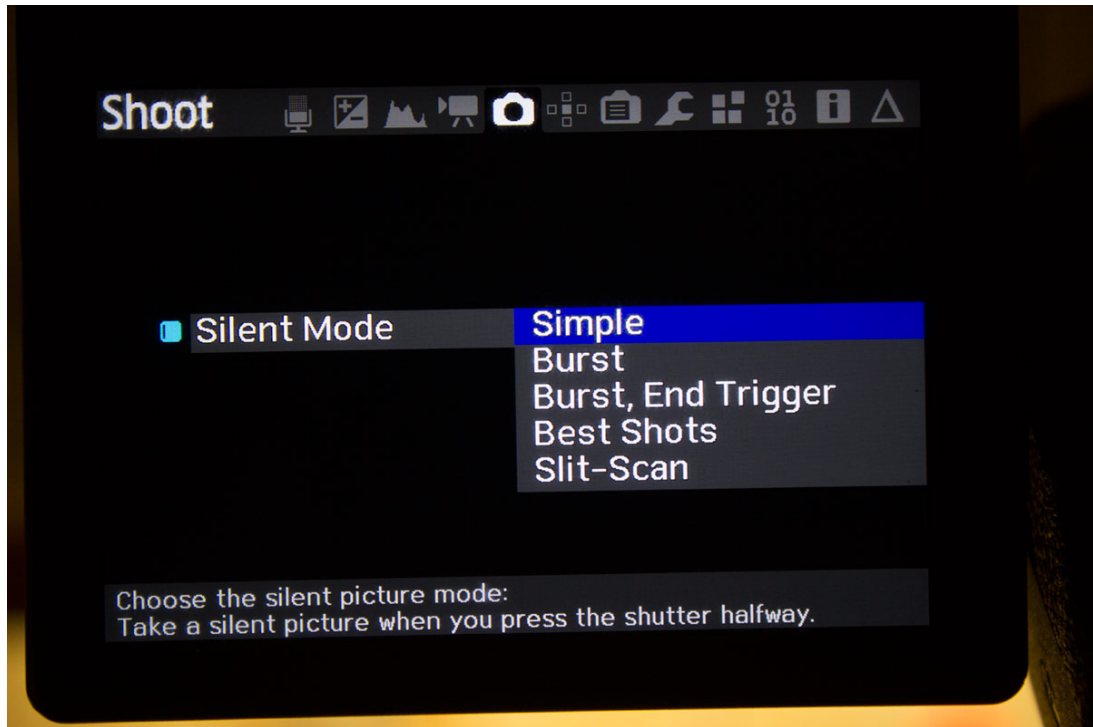 Shoot
01
10
i
Silent Mode
Simple
Burst
Burst, End Trigger
Best Shots
Slit-Scan
Choose the silent picture mode:
Take a silent picture when you press the shutter halfway.